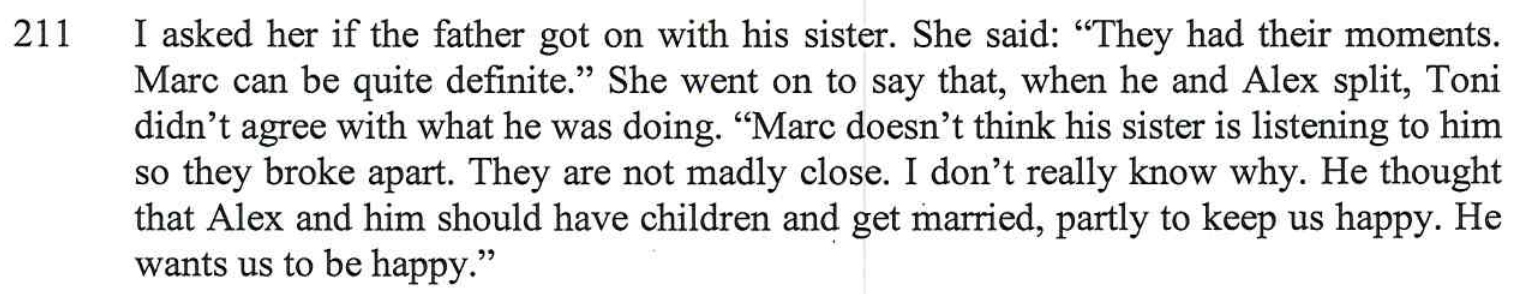 211 I asked her if the father got on with his sister. She said: “They had their moments.
Marc can be quite definite.” She went on to say that, when he and Alex split, Toni
didn’t agree with what he was doing. “Marc doesn’t think his sister is listening to him
so they broke apart. They are not madly close. I don’t really know why. He thought
that Alex and him should have children and get married, partly to keep us happy. He
wants us to be happy.”